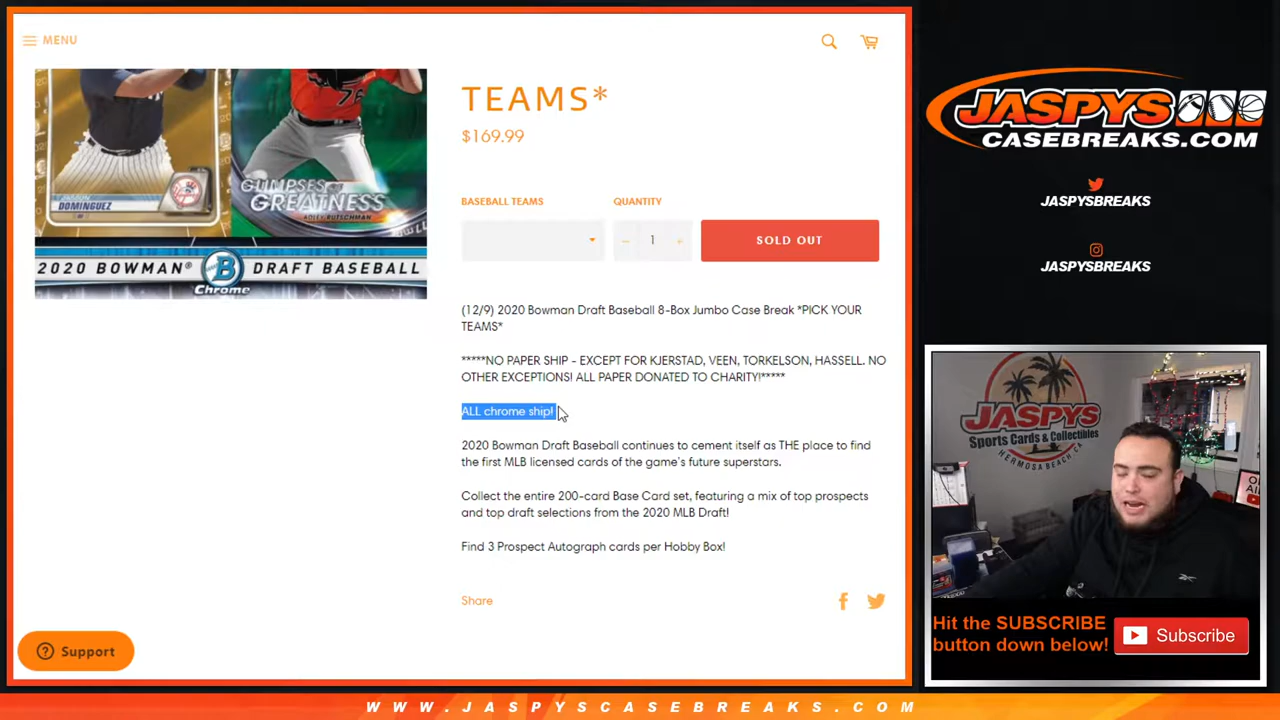 MENU
TEAMS*
$169.99
BASEBALL TEAMS
QUANTITY
1
SOLD OUT
76
DOMINGUEZ
GLIMPSES OF
GREATNESS
ADLEY RUTSCHMAN
2020 BOWMAN® B DRAFT BASEBALL
Chrome
(12/9) 2020 Bowman Draft Baseball 8-Box Jumbo Case Break *PICK YOUR
TEAMS*
*****NO PAPER SHIP - EXCEPT FOR KJERSTAD, VEEN, TORKELSON, HASSELL. NO
OTHER EXCEPTIONS! ALL PAPER DONATED TO CHARITY!*****
ALL chrome ship!
2020 Bowman Draft Baseball continues to cement itself as THE place to find
the first MLB licensed cards of the game's future superstars.
Collect the entire 200-card Base Card set, featuring a mix of top prospects
and top draft selections from the 2020 MLB Draft!
Find 3 Prospect Autograph cards per Hobby Box!
Share
Support
JASPYS
CASEBREAKS.COM
JASPYSBREAKS
JASPYSBREAKS
JASPYS
Sports Cards & Collectibles
HERMOSA BEACH, CA
Hit the SUBSCRIBE
button down below!
Subscribe
WWW.JASPYSCASEBREAKS.COM